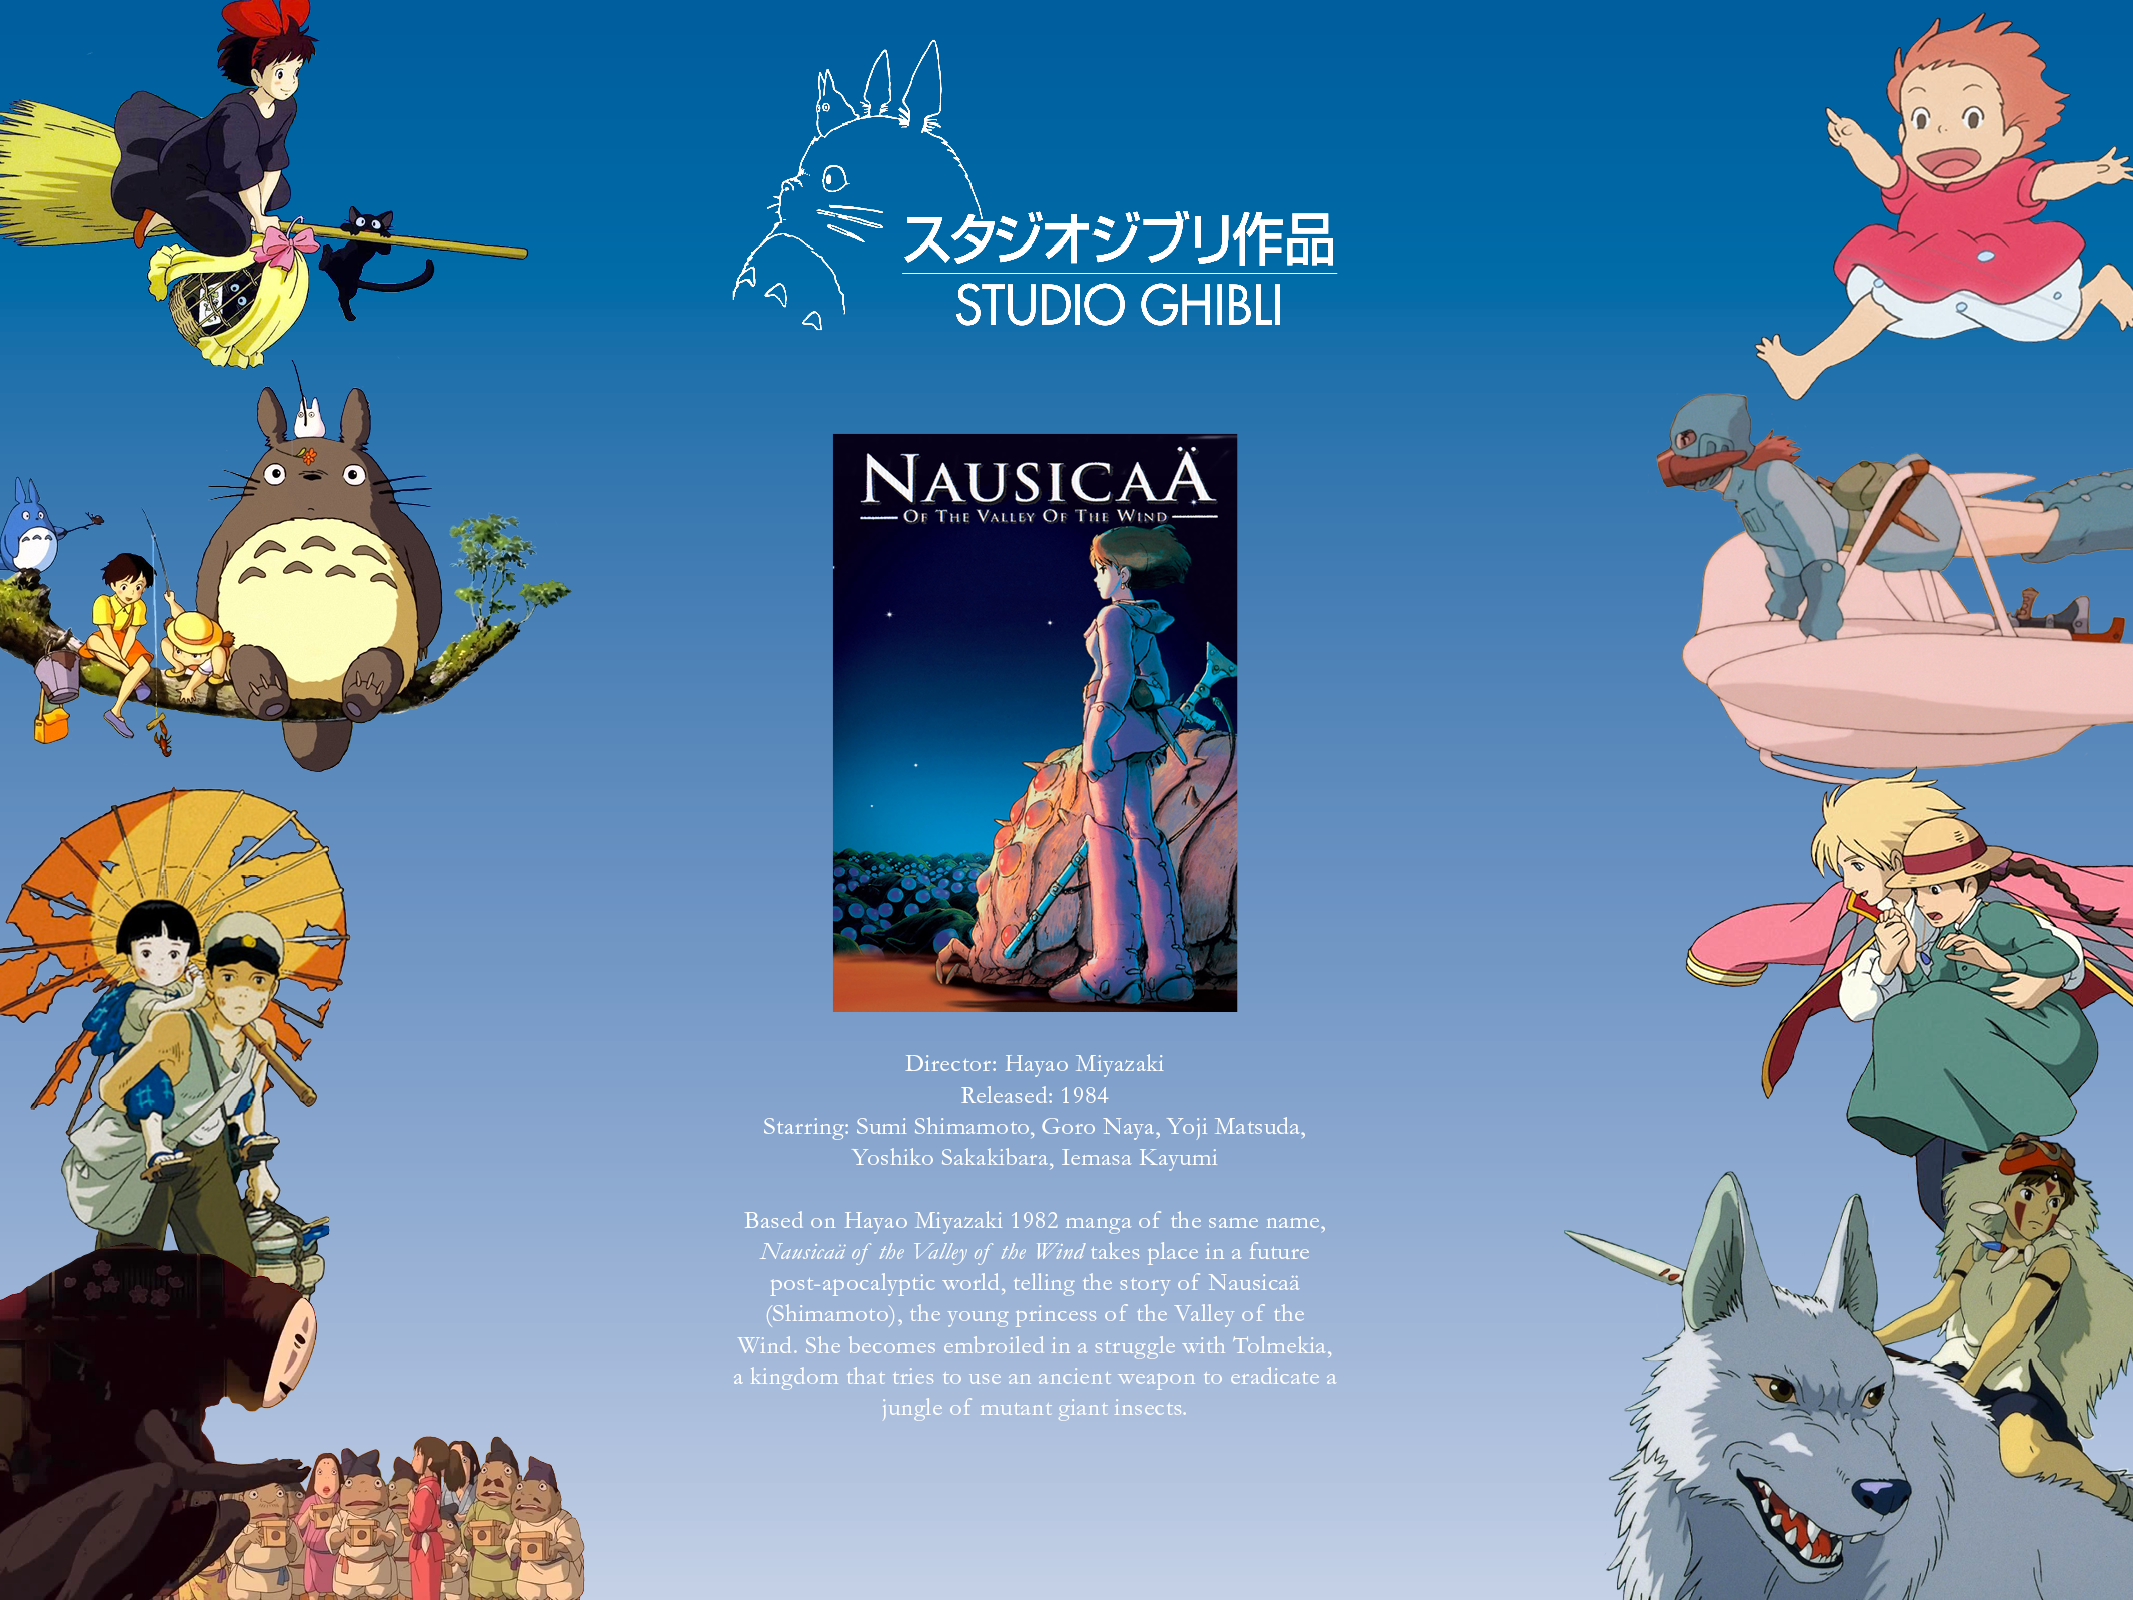 スタジオジブリ作品
STUDIO GHIBLI
NAUSICAÄ
OF THE VALLEY OF THE WIND
Director: Hayao Miyazaki
Released: 1984
Starring: Sumi Shimamoto, Goro Naya, Yoji Matsuda,
Yoshiko Sakakibara, Iemasa Kayumi
Based on Hayao Miyazaki 1982 manga of the same name,
Nausicaä of the Valley of the Wind takes place in a future
post-apocalyptic world, telling the story of Nausicaä
(Shimamoto), the young princess of the Valley of the
Wind. She becomes embroiled in a struggle with Tolmekia,
a kingdom that tries to use an ancient weapon to eradicate a
jungle of mutant giant insects.